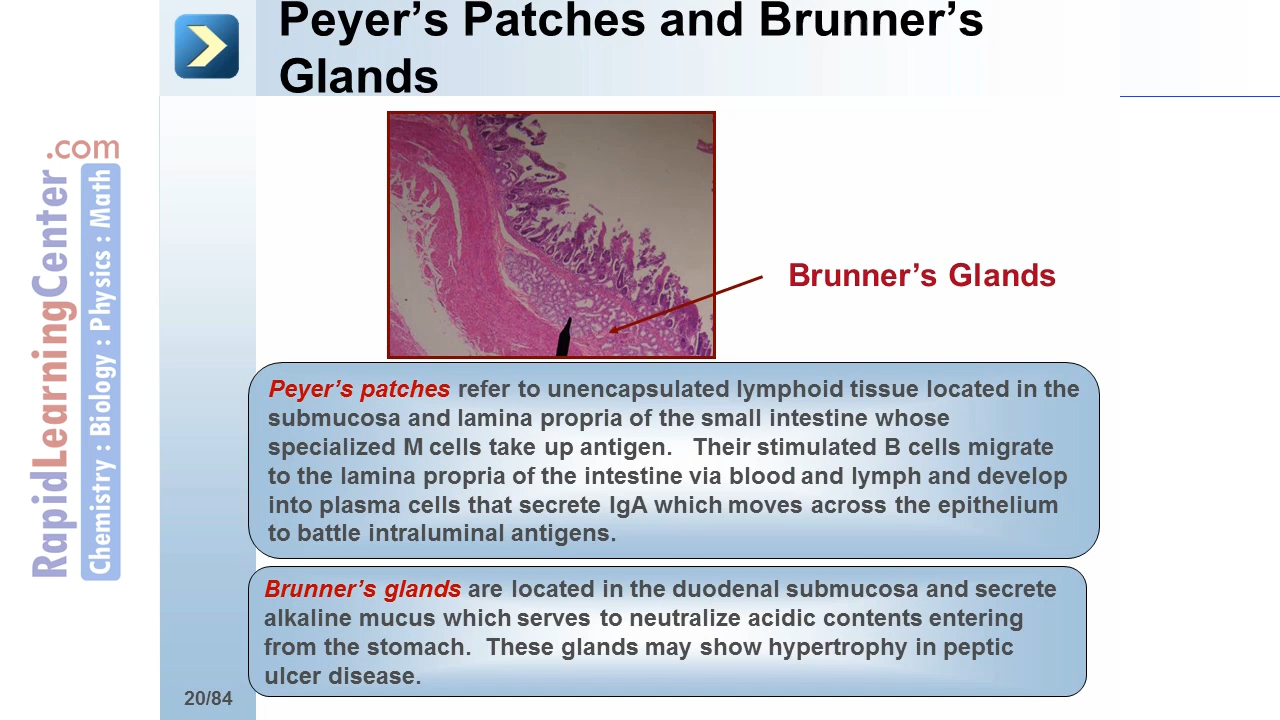 Peyer’s Patches and Brunner’s
Glands
.com
RapidLearningCenter
Chemistry : Biology : Physics : Math
Brunner’s Glands
Peyer’s patches refer to unencapsulated lymphoid tissue located in the
submucosa and lamina propria of the small intestine whose
specialized M cells take up antigen.   Their stimulated B cells migrate
to the lamina propria of the intestine via blood and lymph and develop
into plasma cells that secrete IgA which moves across the epithelium
to battle intraluminal antigens.
Brunner’s glands are located in the duodenal submucosa and secrete
alkaline mucus which serves to neutralize acidic contents entering
from the stomach.  These glands may show hypertrophy in peptic
ulcer disease.
20/84